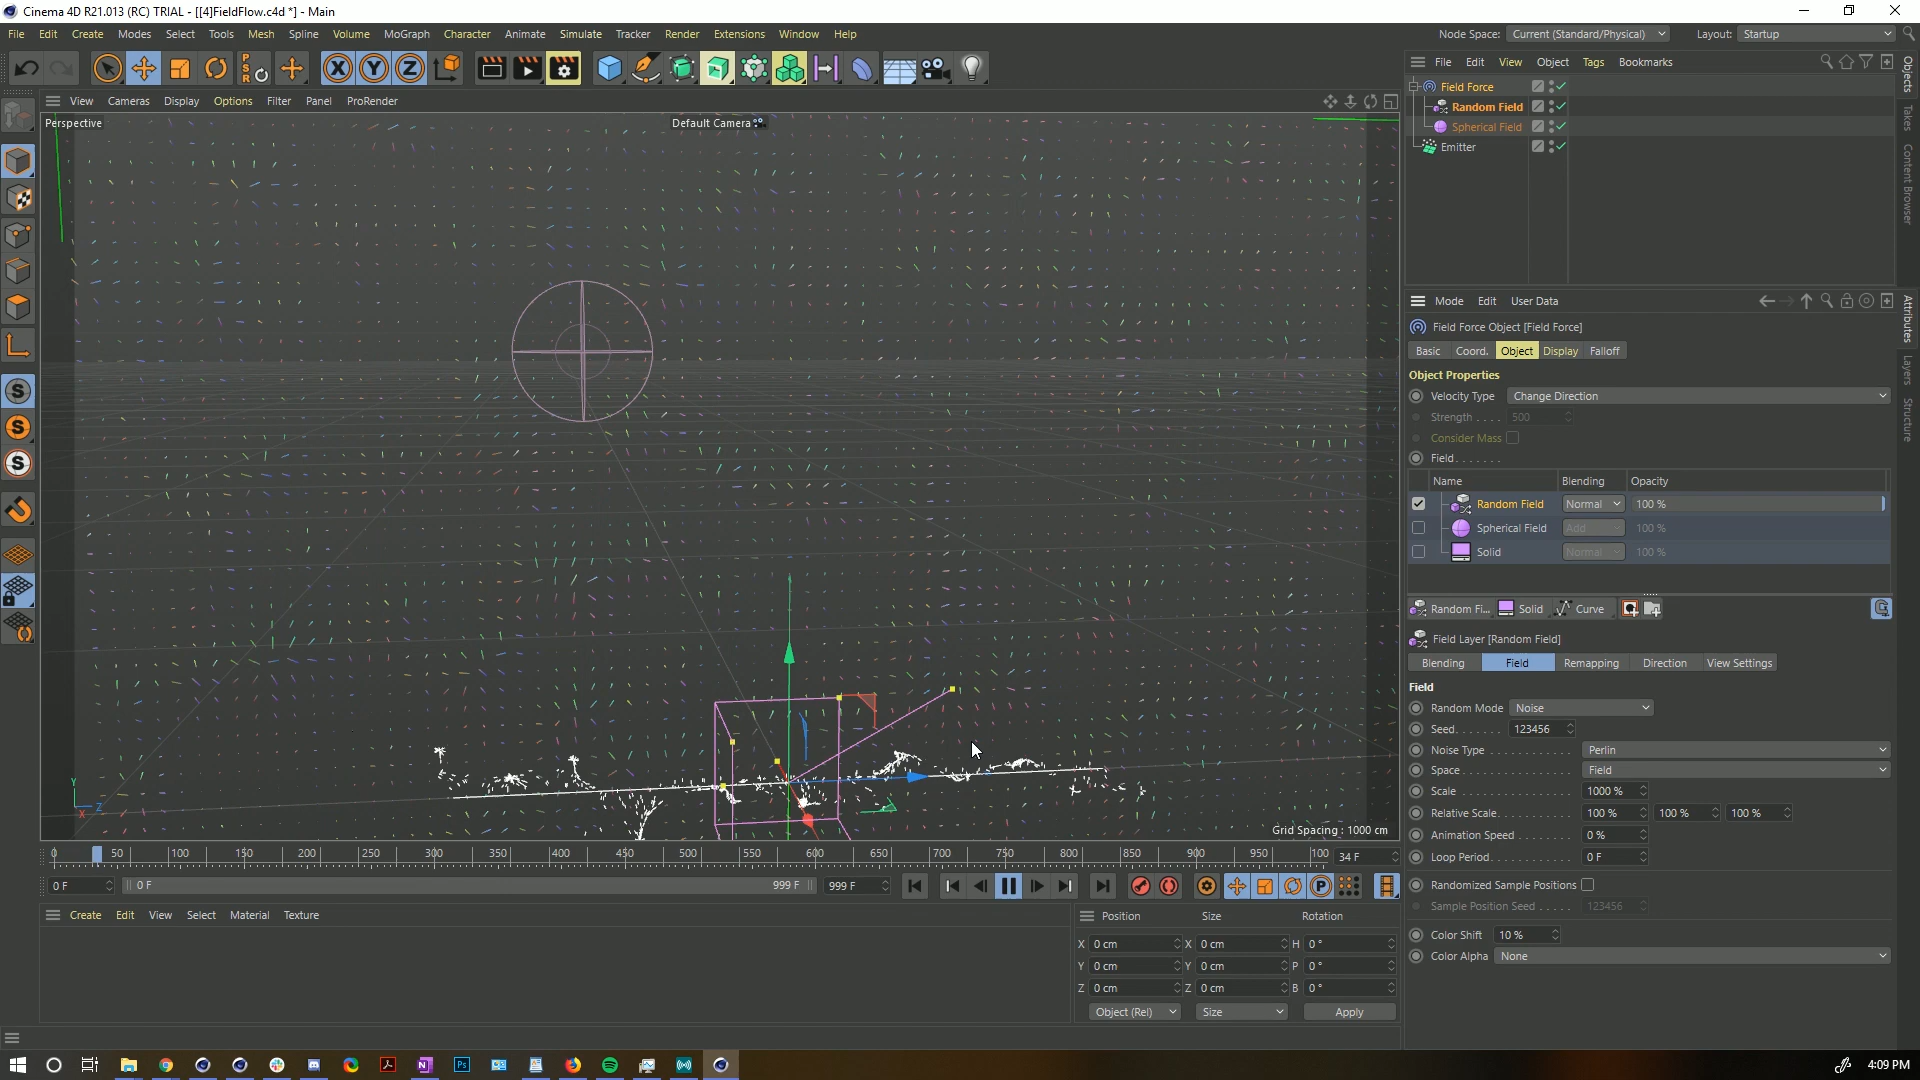 Cinema 4D R21.013 (RC) TRIAL - [[4]FieldFlow.c4d *] - Main
File Edit Create Modes Select Tools Mesh Spline Volume MoGraph Character Animate Simulate Tracker Render Extensions Window Help
Node Space: Current (Standard/Physical) Layout: Startup
P
S
R
X Y Z
View Cameras Display Options Filter Panel ProRender
Perspective
Default Camera
Y
X
Z
Grid Spacing : 1000 cm
S
S
S
0 50 100 150 200 250 300 350 400 450 500 550 600 650 700 750 800 850 900 950 100 34 F
0 F 0 F 999 F 999 F
P
Create Edit View Select Material Texture
Position Size Rotation
X 0 cm X 0 cm H 0 °
Y 0 cm Y 0 cm P 0 °
Z 0 cm Z 0 cm B 0 °
Object (Rel) Size Apply
File Edit View Object Tags Bookmarks
Field Force
Random Field
Spherical Field
Emitter
Objects
Takes
Content Browser
Attributes
Layers
Structure
Mode Edit User Data
Field Force Object [Field Force]
Basic Coord. Object Display Falloff
Object Properties
Velocity Type Change Direction
Strength . . . . 500
Consider Mass
Field. . . . . . .
Name Blending Opacity
Random Field Normal 100 %
Spherical Field Add 100 %
Solid Normal 100 %
Random Fi... Solid Curve
Field Layer [Random Field]
Blending Field Remapping Direction View Settings
Field
Random Mode Noise
Seed. . . . . . . 123456
Noise Type . . . . . . . . . . . . Perlin
Space. . . . . . . . . . . . . . . . Field
Scale . . . . . . . . . . . . . . . . 1000 %
Relative Scale. . . . . . . . . . . 100 % 100 % 100 %
Animation Speed . . . . . . . . 0 %
Loop Period. . . . . . . . . . . . 0 F
Randomized Sample Positions
Sample Position Seed . . . . . . 123456
Color Shift 10 %
Color Alpha None
Ps
4:09 PM